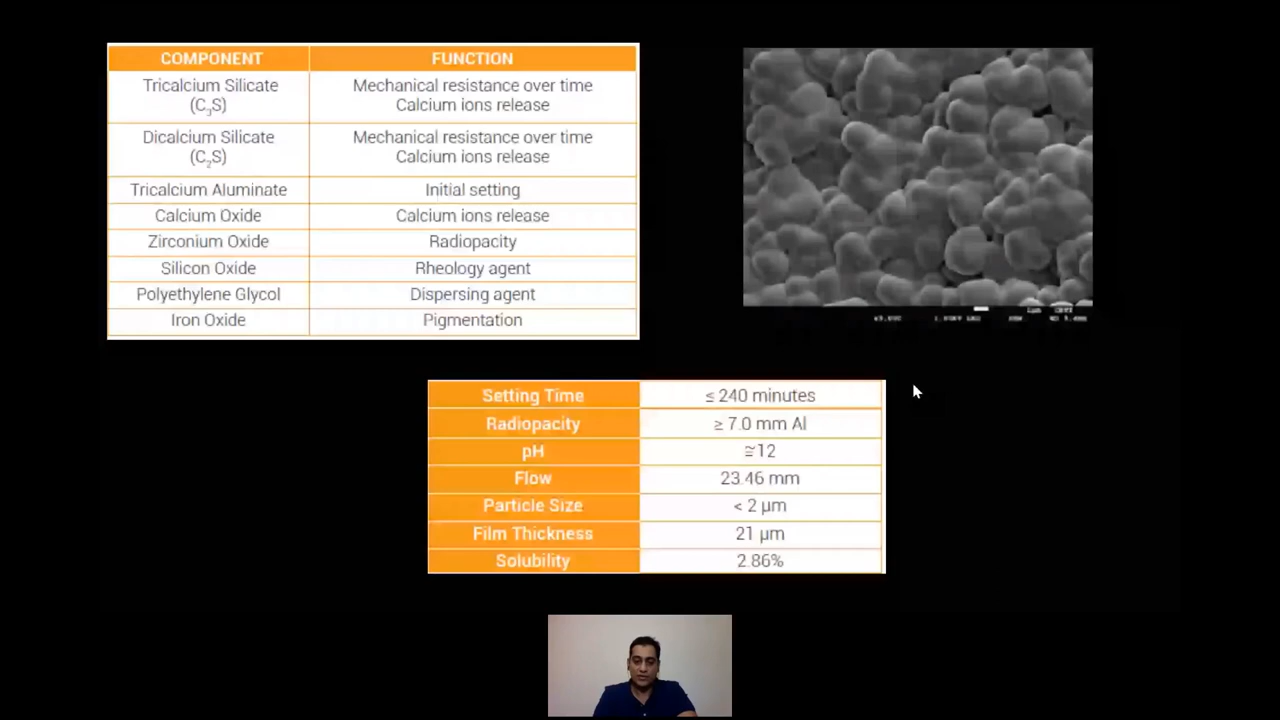 COMPONENT FUNCTION
Tricalcium Silicate Mechanical resistance over time
(C₃S) Calcium ions release
Dicalcium Silicate Mechanical resistance over time
(C₂S) Calcium ions release
Tricalcium Aluminate Initial setting
Calcium Oxide Calcium ions release
Zirconium Oxide Radiopacity
Silicon Oxide Rheology agent
Polyethylene Glycol Dispersing agent
Iron Oxide Pigmentation
Setting Time ≤ 240 minutes
Radiopacity ≥ 7.0 mm Al
pH ≅12
Flow 23.46 mm
Particle Size < 2 µm
Film Thickness 21 µm
Solubility 2.86%